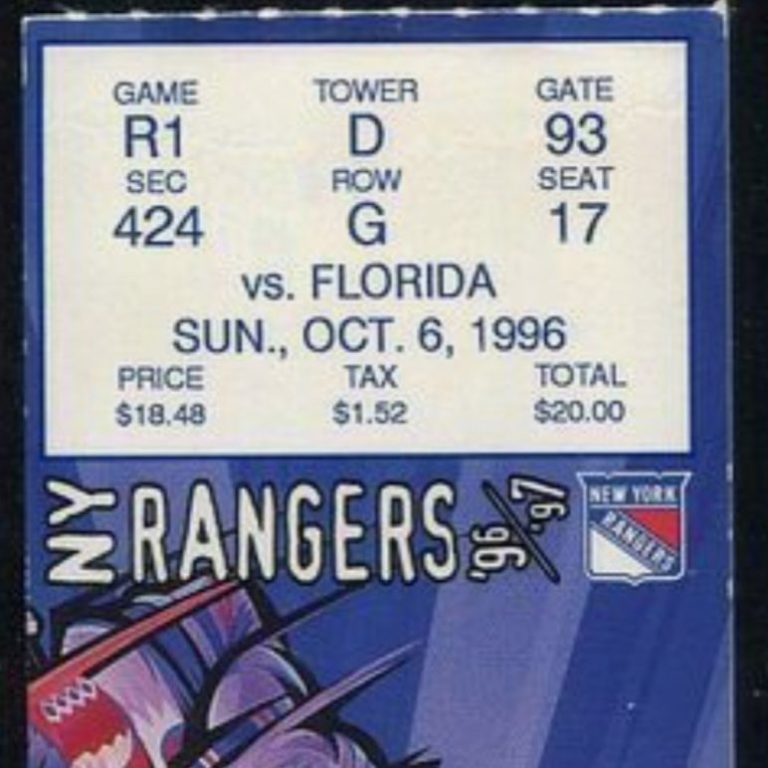 GAME TOWER GATE
R1 D 93
SEC ROW SEAT
424 G 17
vs. FLORIDA
SUN., OCT. 6, 1996
PRICE TAX TOTAL
$18.48 $1.52 $20.00
NY RANGERS '96/'97
NEW YORK
RANGERS